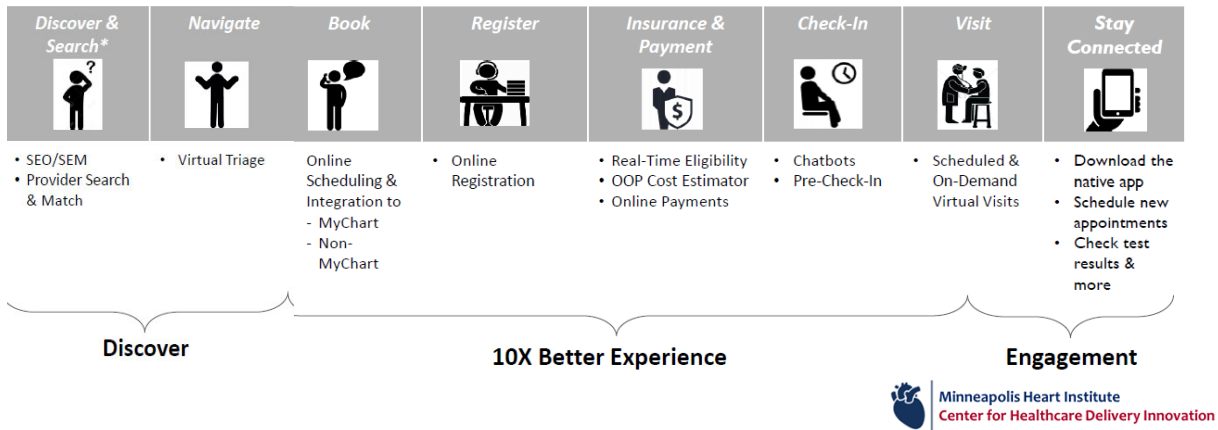 Discover &
Search*
Navigate
Book
Register
Insurance &
Payment
Check-In
Visit
Stay
Connected
?
$
• SEO/SEM
• Provider Search
& Match
• Virtual Triage
Online
Scheduling &
Integration to
- MyChart
- Non-
MyChart
• Online
Registration
• Real-Time Eligibility
• OOP Cost Estimator
• Online Payments
• Chatbots
• Pre-Check-In
• Scheduled &
On-Demand
Virtual Visits
• Download the
native app
• Schedule new
appointments
• Check test
results &
more
Discover
10X Better Experience
Engagement
Minneapolis Heart Institute
Center for Healthcare Delivery Innovation